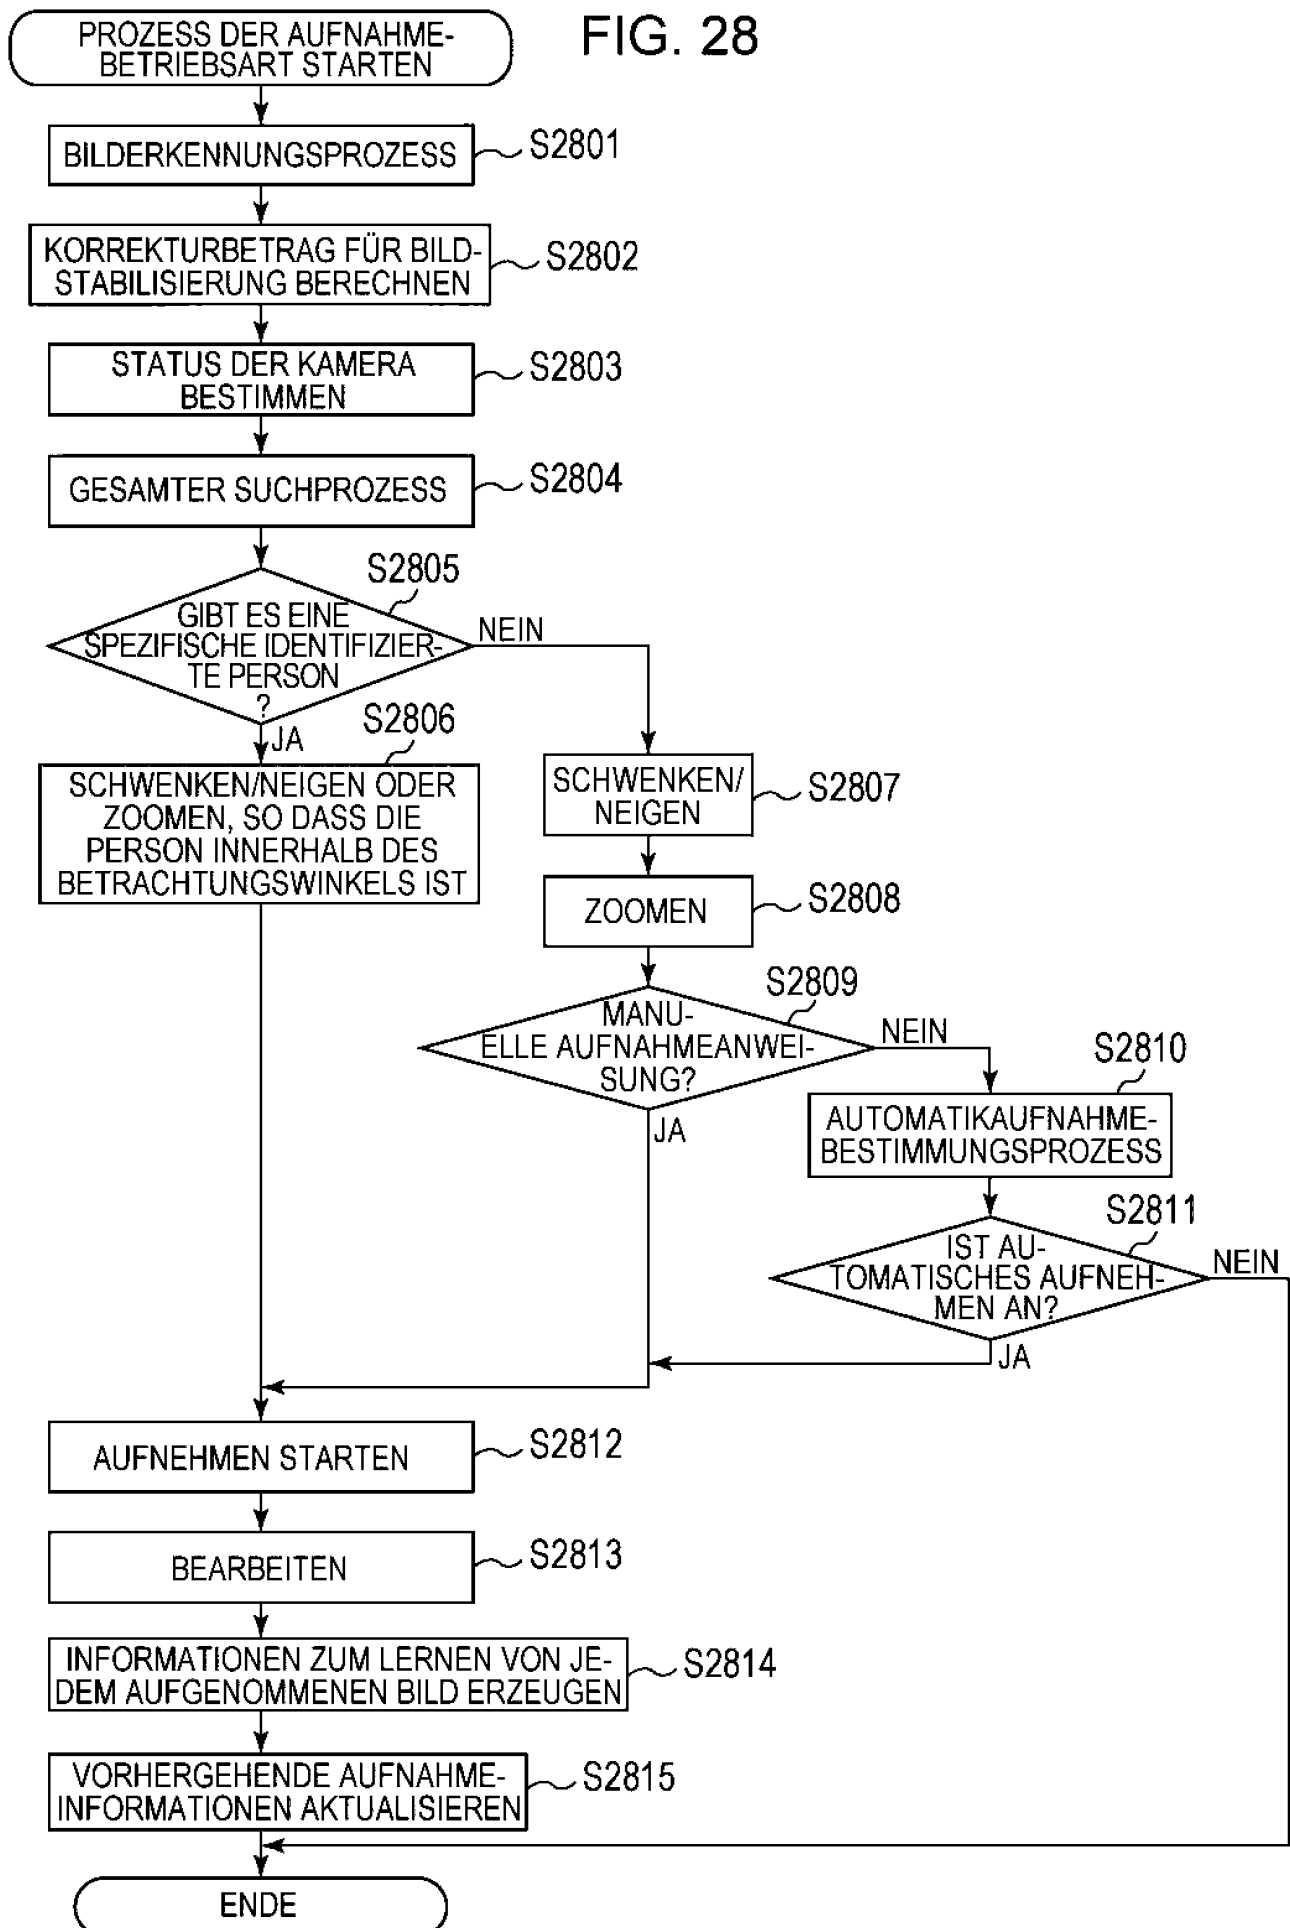 FIG. 28
PROZESS DER AUFNAHME-
BETRIEBSART STARTEN
BILDERKENNUNGSPROZESS
S2801
KORREKTURBETRAG FÜR BILD-
STABILISIERUNG BERECHNEN
S2802
STATUS DER KAMERA
BESTIMMEN
S2803
GESAMTER SUCHPROZESS
S2804
S2805
GIBT ES EINE
SPEZIFISCHE IDENTIFIZIER-
TE PERSON
?
NEIN
JA
S2806
SCHWENKEN/NEIGEN ODER
ZOOMEN, SO DASS DIE
PERSON INNERHALB DES
BETRACHTUNGSWINKELS IST
SCHWENKEN/
NEIGEN
S2807
ZOOMEN
S2808
S2809
MANU-
ELLE AUFNAHMEANWEI-
SUNG?
NEIN
JA
S2810
AUTOMATIKAUFNAHME-
BESTIMMUNGSPROZESS
S2811
IST AU-
TOMATISCHES AUFNEH-
MEN AN?
NEIN
JA
AUFNEHMEN STARTEN
S2812
BEARBEITEN
S2813
INFORMATIONEN ZUM LERNEN VON JE-
DEM AUFGENOMMENEN BILD ERZEUGEN
S2814
VORHERGEHENDE AUFNAHME-
INFORMATIONEN AKTUALISIEREN
S2815
ENDE